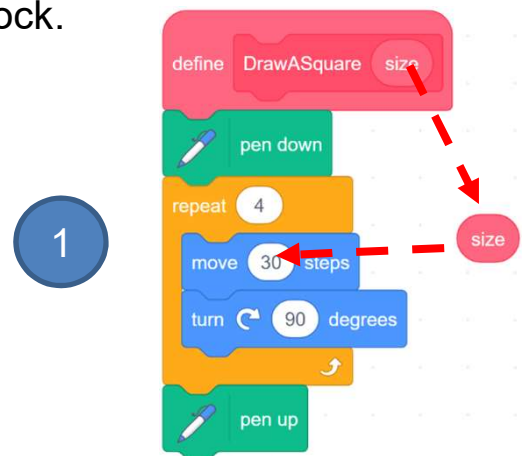 ock.
define DrawASquare size
pen down
repeat 4
1
size
move 30 steps
turn 90 degrees
pen up